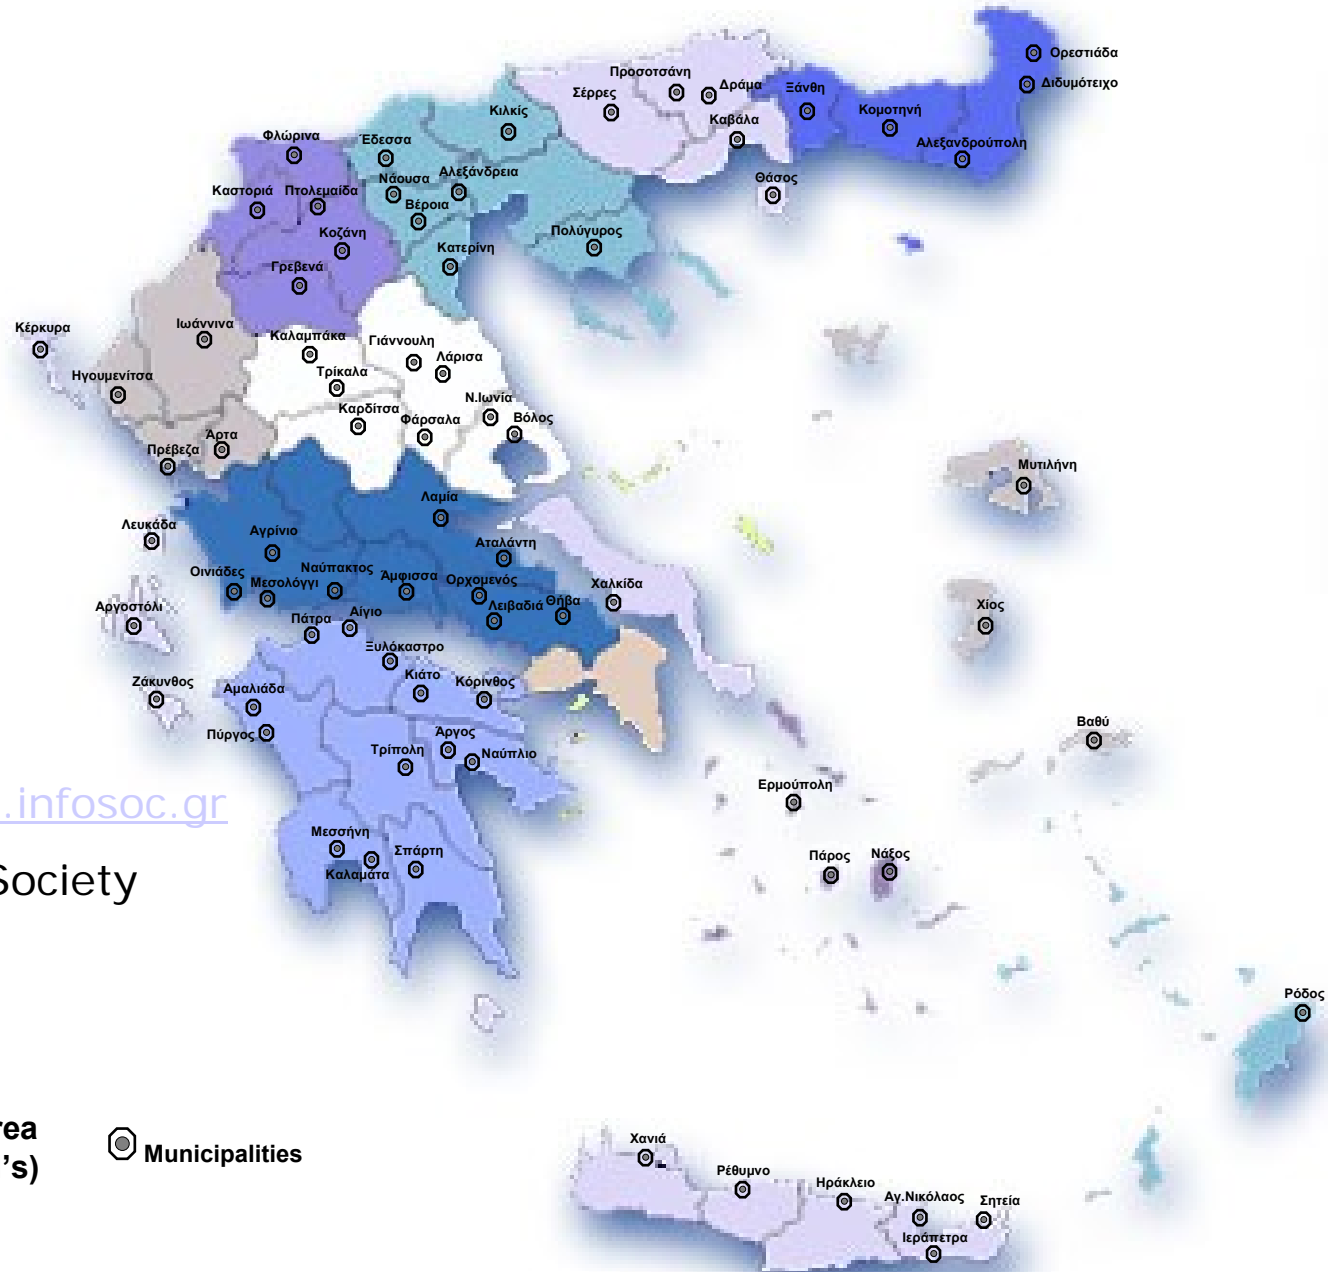 Ορεστιάδα
Διδυμότειχο
Προσοτσάνη
Δράμα
Σέρρες
Ξάνθη
Κομοτηνή
Καβάλα
Κιλκίς
Αλεξανδρούπολη
Φλώρινα
Έδεσσα
Θάσος
Νάουσα
Αλεξάνδρεια
Καστοριά
Πτολεμαίδα
Βέροια
Πολύγυρος
Κοζάνη
Κατερίνη
Γρεβενά
Κέρκυρα
Ιωάννινα
Καλαμπάκα
Γιάννουλη
Λάρισα
Ηγουμενίτσα
Τρίκαλα
Ν.Ιωνία
Καρδίτσα
Φάρσαλα
Βόλος
Άρτα
Πρέβεζα
Μυτιλήνη
Λαμία
Λευκάδα
Αγρίνιο
Αταλάντη
Οινιάδες
Μεσολόγγι
Ναύπακτος
Άμφισσα
Ορχομενός
Χαλκίδα
Αργοστόλι
Πάτρα
Αίγιο
Λειβαδιά
Θήβα
Χίος
Ξυλόκαστρο
Ζάκυνθος
Αμαλιάδα
Κιάτο
Κόρινθος
Βαθύ
Πύργος
Τρίπολη
Άργος
Ναύπλιο
Ερμούπολη
.infosoc.gr
Μεσσήνη
Σπάρτη
Πάρος
Νάξος
Καλαμάτα
Society
Ρόδος
rea
's)
Municipalities
Χανιά
Ρέθυμνο
Ηράκλειο
Αγ.Νικόλαος
Σητεία
Ιεράπετρα